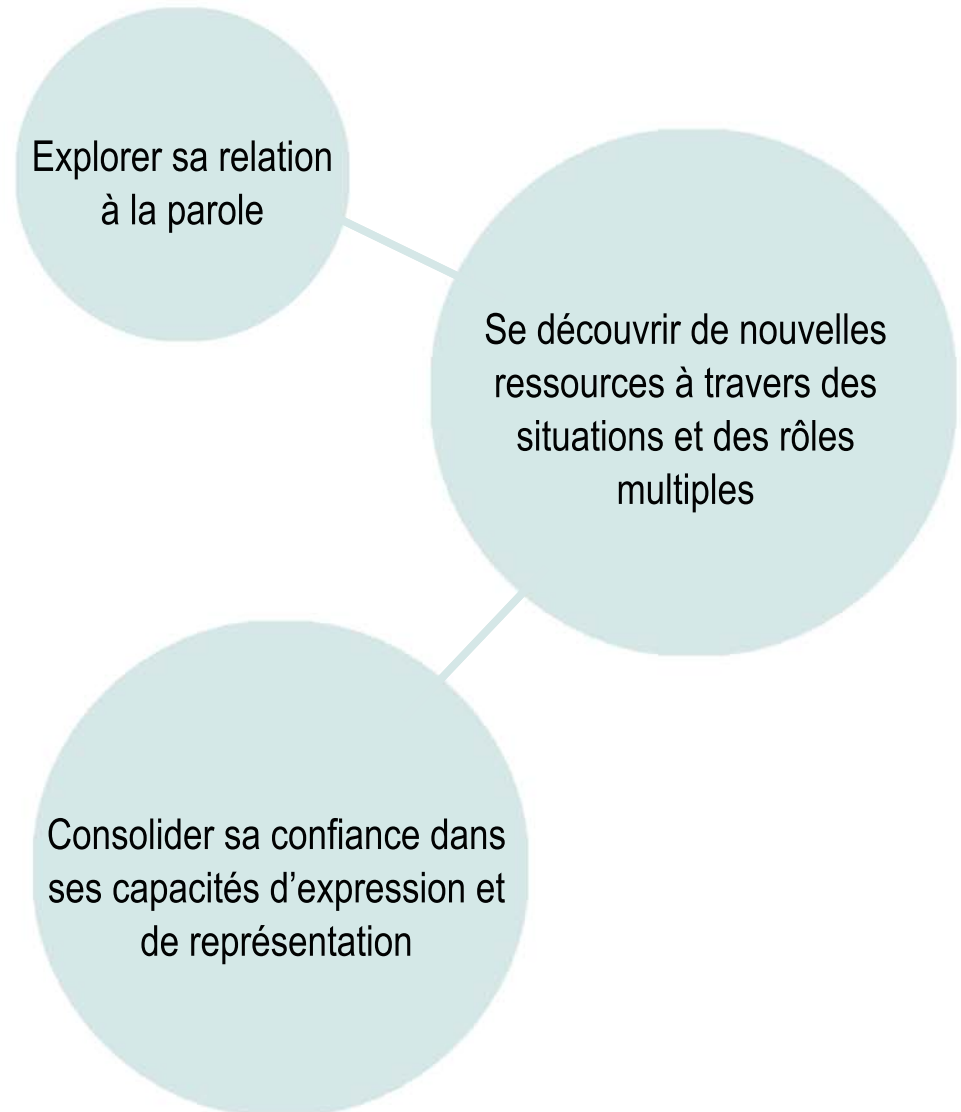 Explorer sa relation
à la parole
Se découvrir de nouvelles
ressources à travers des
situations et des rôles
multiples
Consolider sa confiance dans
ses capacités d’expression et
de représentation